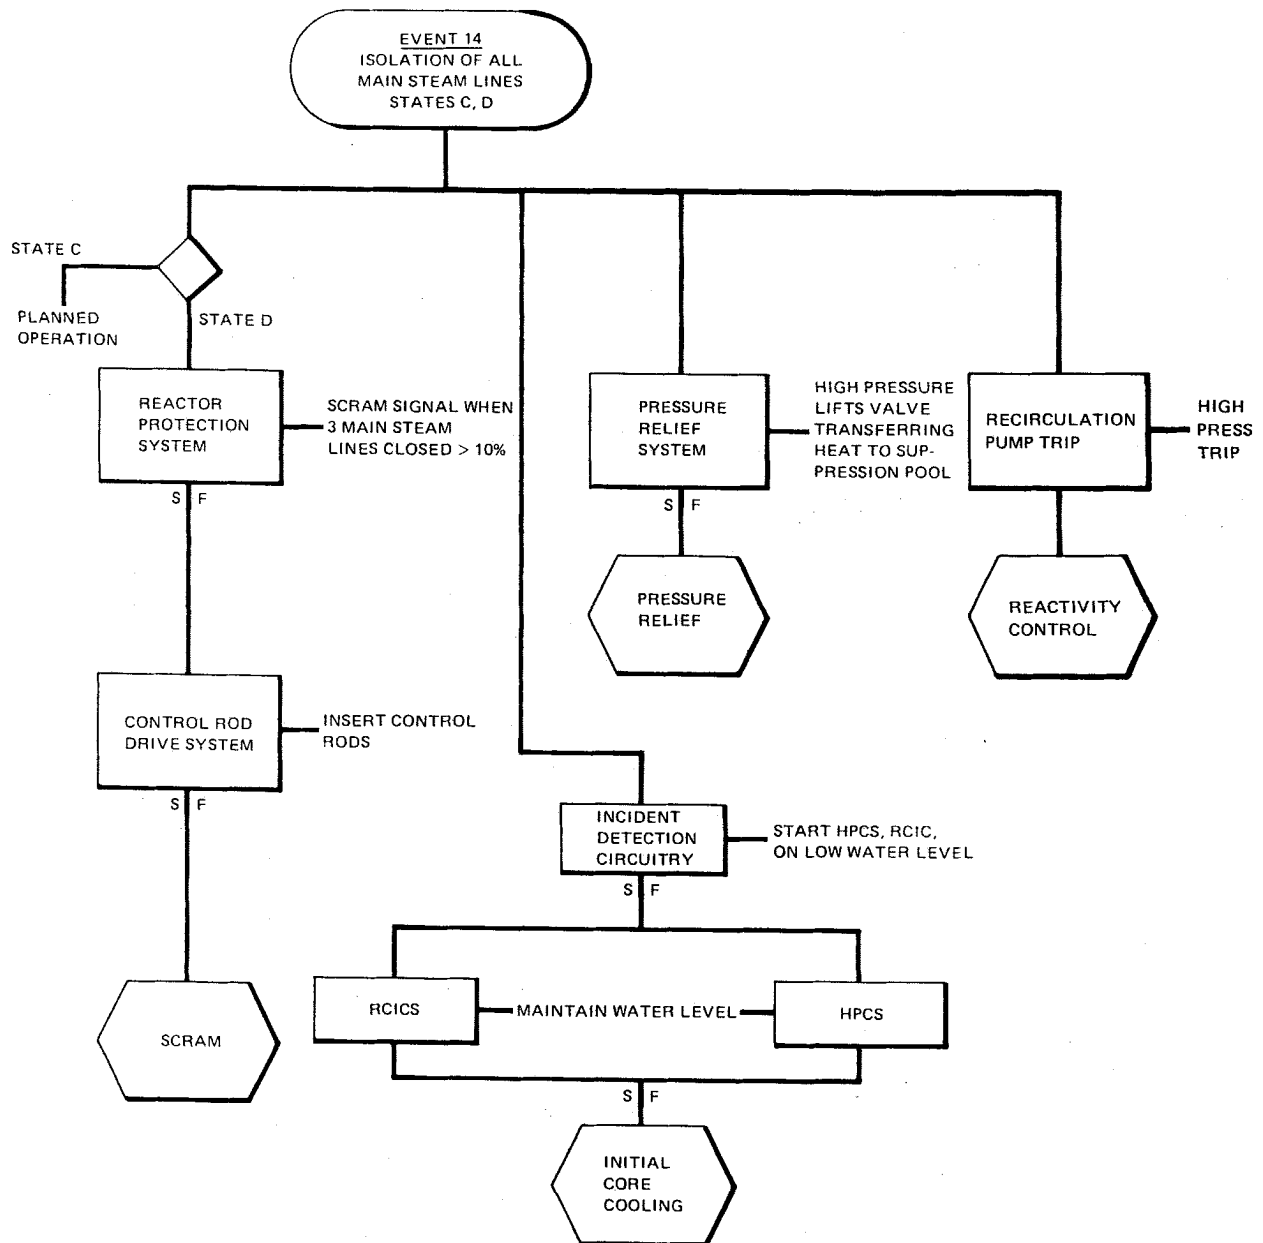 EVENT 14
ISOLATION OF ALL
MAIN STEAM LINES
STATES C, D
STATE C
PLANNED
OPERATION
STATE D
REACTOR
PROTECTION
SYSTEM
SCRAM SIGNAL WHEN
3 MAIN STEAM
LINES CLOSED > 10%
S F
PRESSURE
RELIEF
SYSTEM
HIGH PRESSURE
LIFTS VALVE
TRANSFERRING
HEAT TO SUP-
PRESSION POOL
S F
RECIRCULATION
PUMP TRIP
HIGH
PRESS
TRIP
PRESSURE
RELIEF
REACTIVITY
CONTROL
CONTROL ROD
DRIVE SYSTEM
INSERT CONTROL
RODS
S F
INCIDENT
DETECTION
CIRCUITRY
START HPCS, RCIC,
ON LOW WATER LEVEL
S F
RCICS
MAINTAIN WATER LEVEL
HPCS
SCRAM
S F
INITIAL
CORE
COOLING